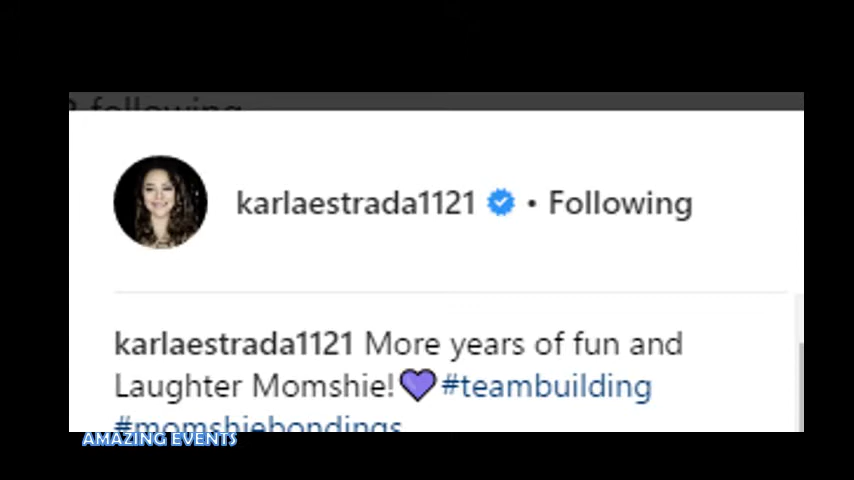 following
karlaestrada1121 • Following
karlaestrada1121 More years of fun and
Laughter Momshie!💜#teambuilding
#momshiebondings
AMAZING EVENTS